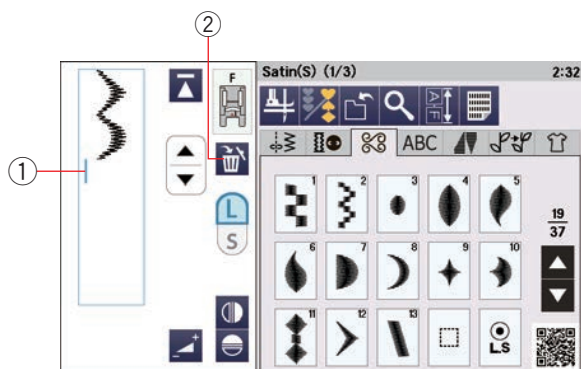 ②
①
F
L
S
Satin(S) (1/3) 2:32
A-F
ABC
1 2 3 4 5
6 7 8 9 10
11 12 13
L.S
19
37